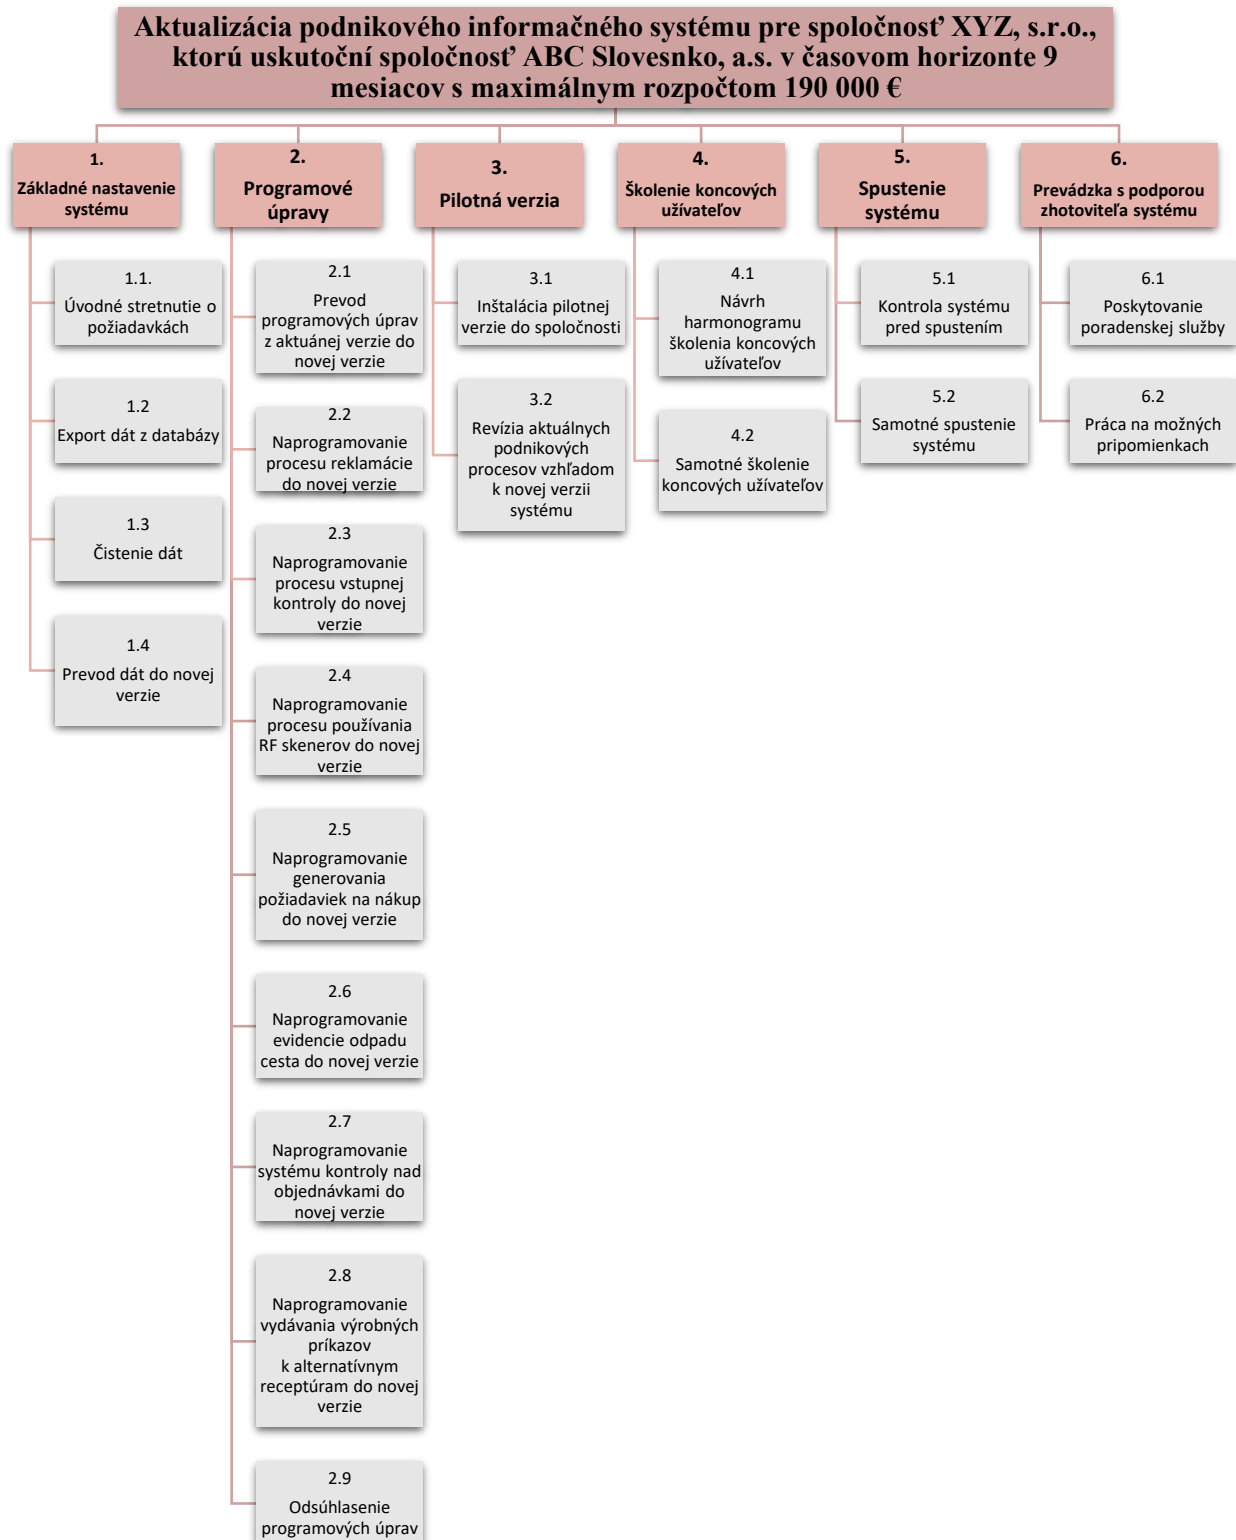 Aktualizácia podnikového informačného systému pre spoločnosť XYZ, s.r.o.,
ktorú uskutoční spoločnosť ABC Slovesnko, a.s. v časovom horizonte 9
mesiacov s maximálnym rozpočtom 190 000 €
1.
Základné nastavenie
systému
1.1.
Úvodné stretnutie o
požiadavkách
1.2
Export dát z databázy
1.3
Čistenie dát
1.4
Prevod dát do novej
verzie
2.
Programové
úpravy
2.1
Prevod
programových úprav
z aktuánej verzie do
novej verzie
2.2
Naprogramovanie
procesu reklamácie
do novej verzie
2.3
Naprogramovanie
procesu vstupnej
kontroly do novej
verzie
2.4
Naprogramovanie
procesu používania
RF skenerov do novej
verzie
2.5
Naprogramovanie
generovania
požiadaviek na nákup
do novej verzie
2.6
Naprogramovanie
evidencie odpadu
cesta do novej verzie
2.7
Naprogramovanie
systému kontroly nad
objednávkami do
novej verzie
2.8
Naprogramovanie
vydávania výrobných
príkazov
k alternatívnym
receptúram do novej
verzie
2.9
Odsúhlasenie
programových úprav
3.
Pilotná verzia
3.1
Inštalácia pilotnej
verzie do spoločnosti
3.2
Revízia aktuálnych
podnikových
procesov vzhľadom
k novej verzii
systému
4.
Školenie koncových
užívateľov
4.1
Návrh
harmonogramu
školenia koncových
užívateľov
4.2
Samotné školenie
koncových užívateľov
5.
Spustenie
systému
5.1
Kontrola systému
pred spustením
5.2
Samotné spustenie
systému
6.
Prevádzka s podporou
zhotoviteľa systému
6.1
Poskytovanie
poradenskej služby
6.2
Práca na možných
pripomienkach